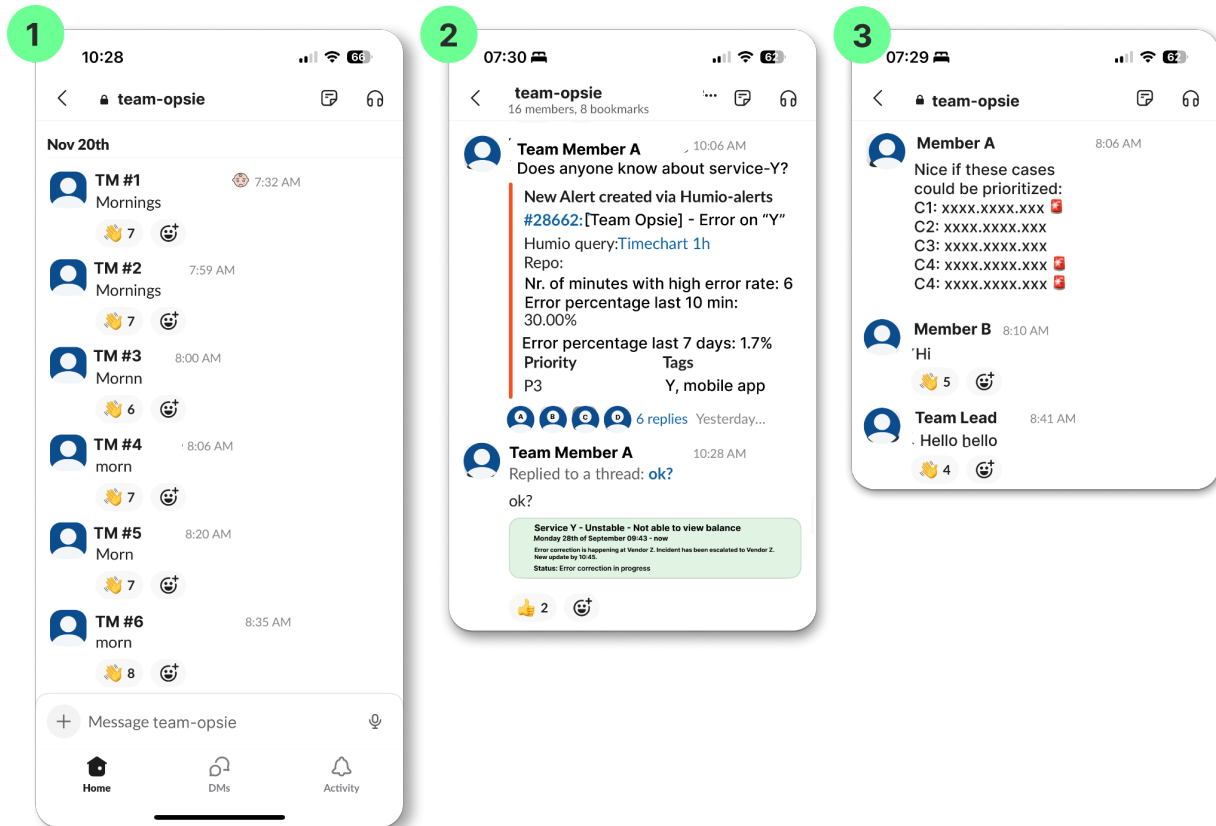 1
10:28
66
team-opsie
Nov 20th
TM #1 7:32 AM
Mornings
7
TM #2 7:59 AM
Mornings
7
TM #3 8:00 AM
Mornn
6
TM #4 8:06 AM
morn
7
TM #5 8:20 AM
Morn
7
TM #6 8:35 AM
morn
8
Message team-opsie
Home DMs Activity
2
07:30
62
team-opsie
16 members, 8 bookmarks
Team Member A 10:06 AM
Does anyone know about service-Y?
New Alert created via Humio-alerts
#28662:[Team Opsie] - Error on “Y”
Humio query:Timechart 1h
Repo:
Nr. of minutes with high error rate: 6
Error percentage last 10 min:
30.00%
Error percentage last 7 days: 1.7%
Priority Tags
P3 Y, mobile app
A B C D 6 replies Yesterday...
Team Member A 10:28 AM
Replied to a thread: ok?
ok?
Service Y - Unstable - Not able to view balance
Monday 28th of September 09:43 - now
Error correction is happening at Vendor Z. Incident has been escalated to Vendor Z.
New update by 10:45.
Status: Error correction in progress
2
3
07:29
62
team-opsie
Member A 8:06 AM
Nice if these cases
could be prioritized:
C1: xxxx.xxxx.xxx 🚨
C2: xxxx.xxxx.xxx
C3: xxxx.xxxx.xxx
C4: xxxx.xxxx.xxx 🚨
C4: xxxx.xxxx.xxx 🚨
Member B 8:10 AM
Hi
5
Team Lead 8:41 AM
Hello hello
4